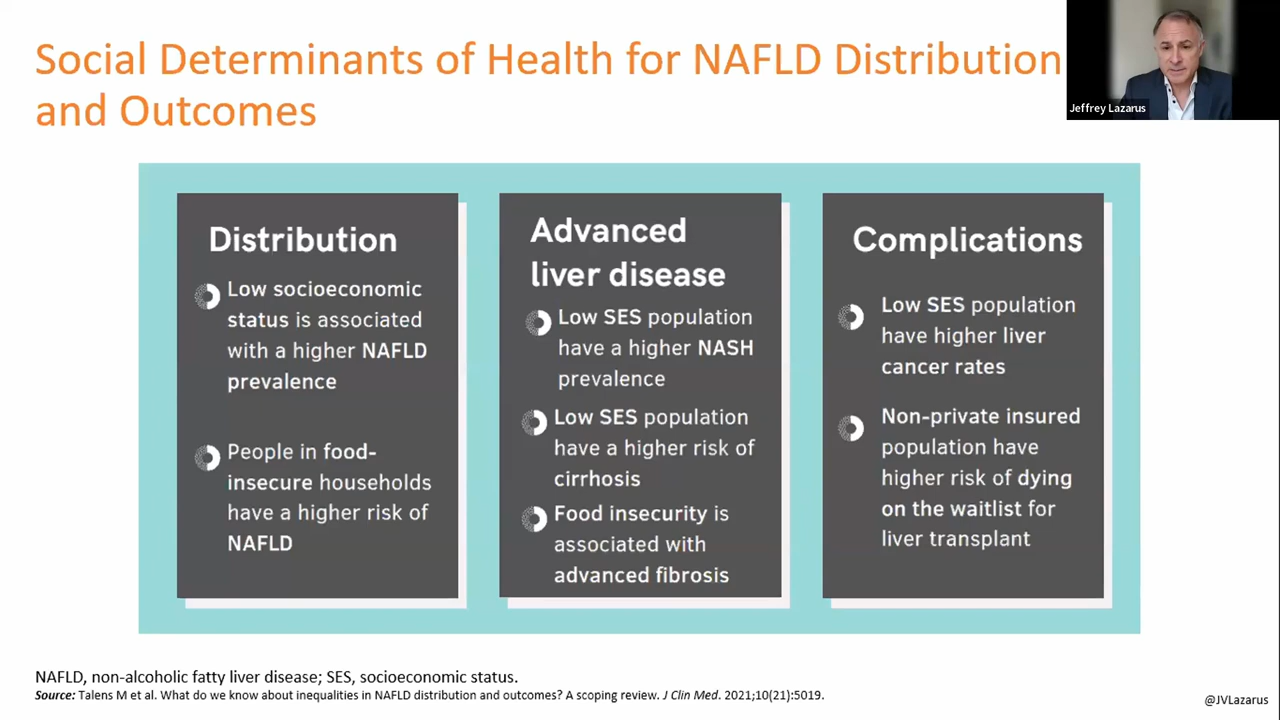 Social Determinants of Health for NAFLD Distribution
and Outcomes
Jeffrey Lazarus
Distribution
Low socioeconomic
status is associated
with a higher NAFLD
prevalence
People in food-
insecure households
have a higher risk of
NAFLD
Advanced
liver disease
Low SES population
have a higher NASH
prevalence
Low SES population
have a higher risk of
cirrhosis
Food insecurity is
associated with
advanced fibrosis
Complications
Low SES population
have higher liver
cancer rates
Non-private insured
population have
higher risk of dying
on the waitlist for
liver transplant
NAFLD, non-alcoholic fatty liver disease; SES, socioeconomic status.
Source: Talens M et al. What do we know about inequalities in NAFLD distribution and outcomes? A scoping review. J Clin Med. 2021;10(21):5019.
@JVLazarus